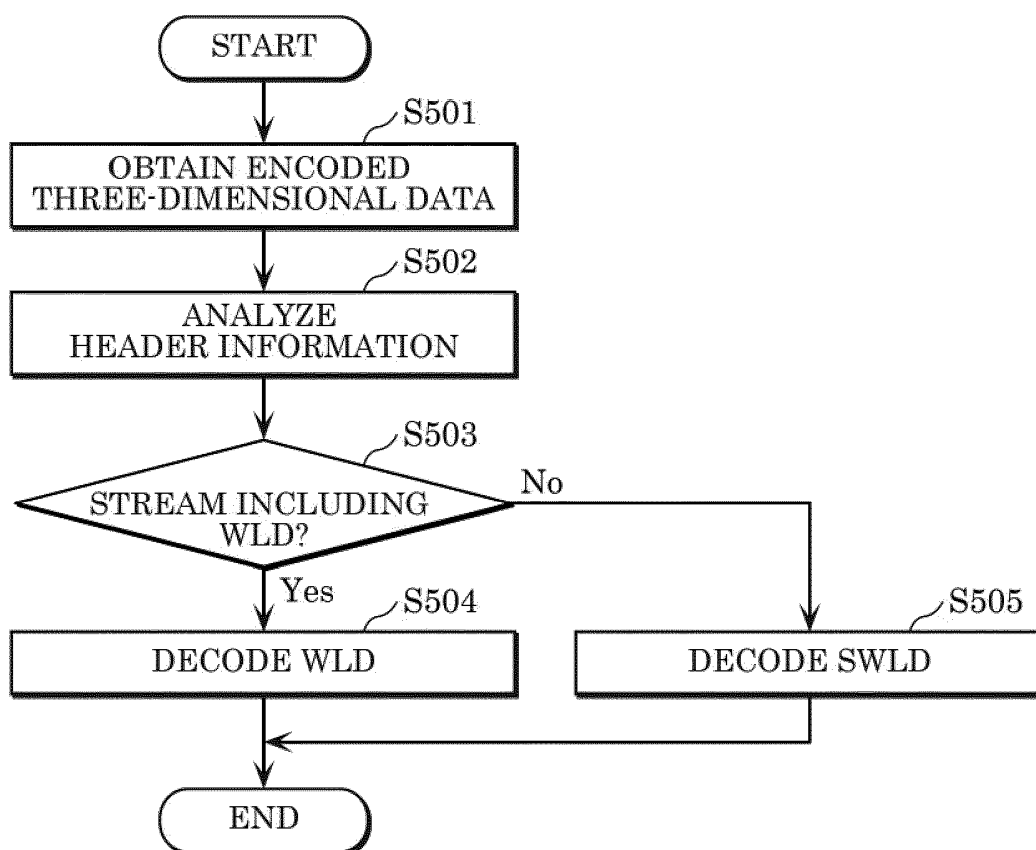 START
S501
OBTAIN ENCODED
THREE-DIMENSIONAL DATA
S502
ANALYZE
HEADER INFORMATION
S503
STREAM INCLUDING
WLD?
No
Yes
S504
DECODE WLD
S505
DECODE SWLD
END